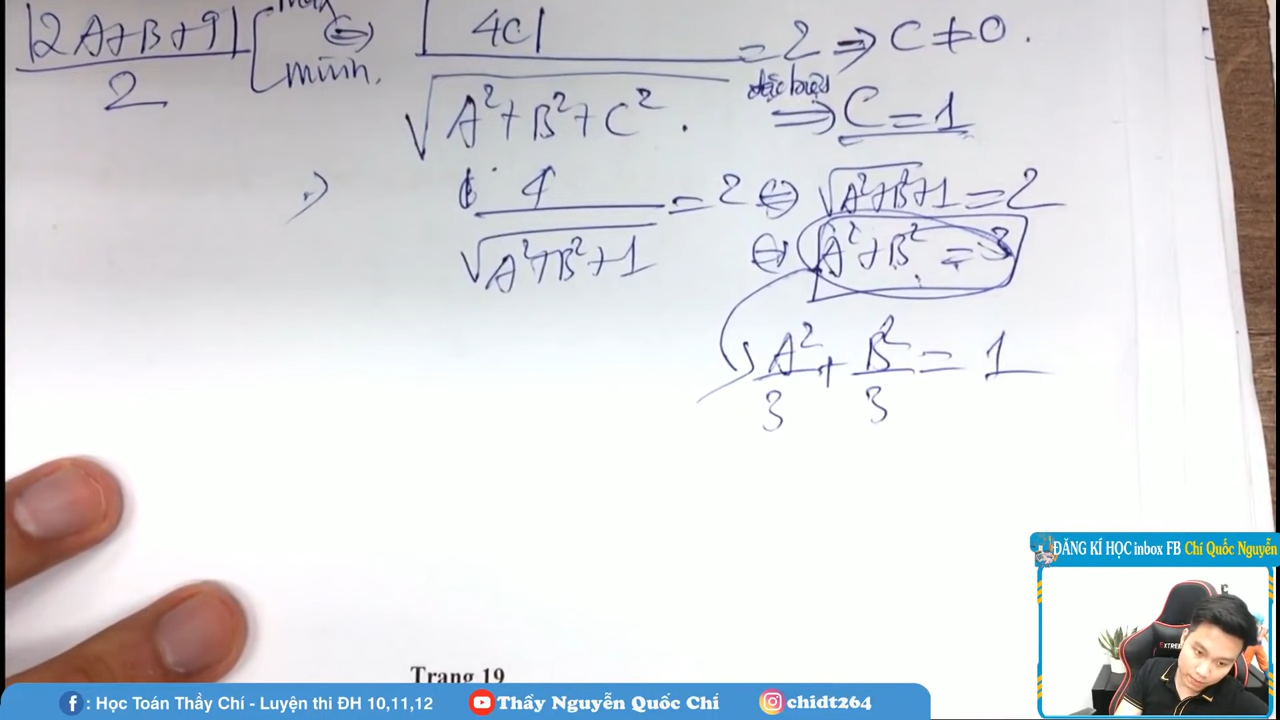 |2A+B+9| / 2 [ max ⇔ |4C| / √(A²+B²+C²) = 2 ⇒ C ≠ 0.
min. đặc biệt ⇒ C = 1
⇒ 4 / √(A²+B²+1) = 2 ⇔ √(A²+B²+1) = 2
⇔ A²+B² = 3
A²/3 + B²/3 = 1
ĐĂNG KÍ HỌC inbox FB Chí Quốc Nguyễn
Trang 19
: Học Toán Thầy Chí - Luyện thi ĐH 10,11,12 Thầy Nguyễn Quốc Chí chidt264